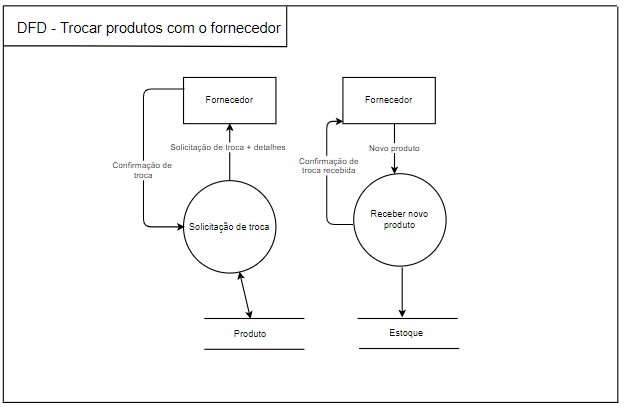 DFD - Trocar produtos com o fornecedor
Fornecedor
Fornecedor
Solicitação de troca + detalhes
Novo produto
Confirmação de
troca
Confirmação de
troca recebida
Solicitação de troca
Receber novo
produto
Produto
Estoque